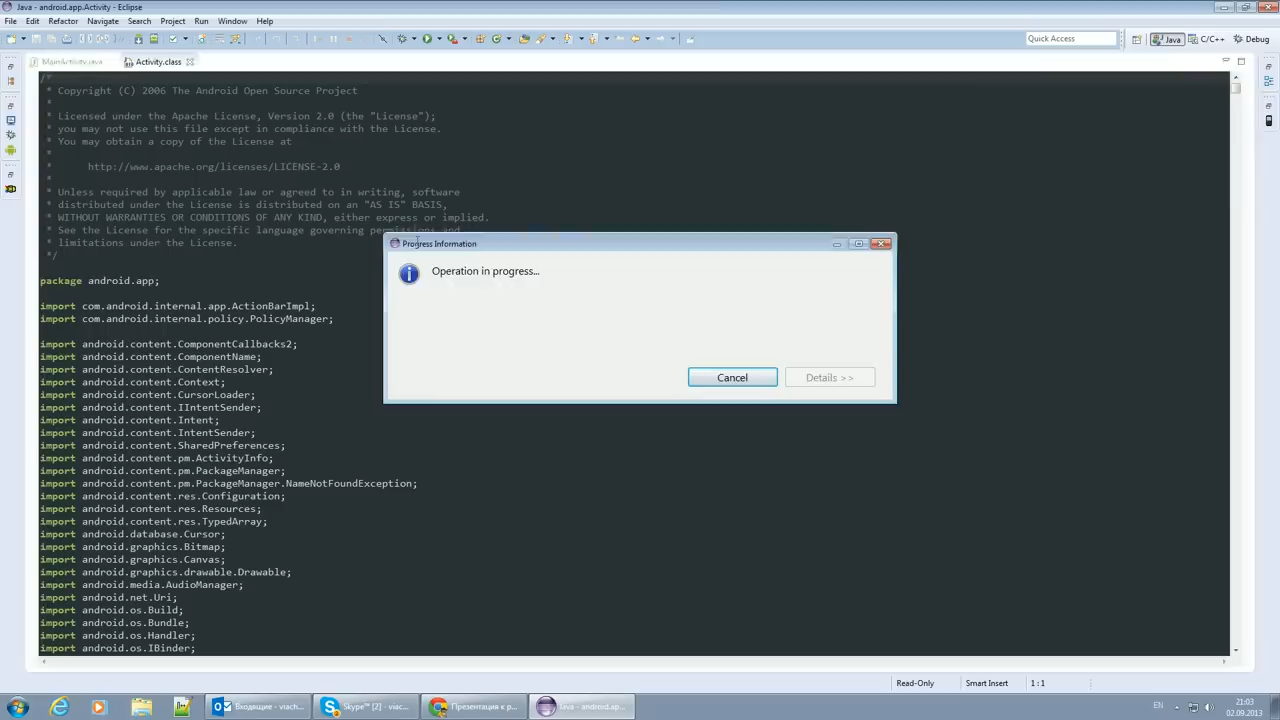 Java - android.app.Activity - Eclipse
File Edit Refactor Navigate Search Project Run Window Help
Quick Access
Java
C/C++
Debug
MainActivity.java
Activity.class
/*
* Copyright (C) 2006 The Android Open Source Project
*
* Licensed under the Apache License, Version 2.0 (the "License");
* you may not use this file except in compliance with the License.
* You may obtain a copy of the License at
*
* http://www.apache.org/licenses/LICENSE-2.0
*
* Unless required by applicable law or agreed to in writing, software
* distributed under the License is distributed on an "AS IS" BASIS,
* WITHOUT WARRANTIES OR CONDITIONS OF ANY KIND, either express or implied.
* See the License for the specific language governing permissions and
* limitations under the License.
*/
Progress Information
Operation in progress...
Cancel
Details >>
package android.app;
import com.android.internal.app.ActionBarImpl;
import com.android.internal.policy.PolicyManager;
import android.content.ComponentCallbacks2;
import android.content.ComponentName;
import android.content.ContentResolver;
import android.content.Context;
import android.content.CursorLoader;
import android.content.IIntentSender;
import android.content.Intent;
import android.content.IntentSender;
import android.content.SharedPreferences;
import android.content.pm.ActivityInfo;
import android.content.pm.PackageManager;
import android.content.pm.PackageManager.NameNotFoundException;
import android.content.res.Configuration;
import android.content.res.Resources;
import android.content.res.TypedArray;
import android.database.Cursor;
import android.graphics.Bitmap;
import android.graphics.Canvas;
import android.graphics.drawable.Drawable;
import android.media.AudioManager;
import android.net.Uri;
import android.os.Build;
import android.os.Bundle;
import android.os.Handler;
import android.os.IBinder;
Read-Only
Smart Insert
1 : 1
Входящие - viach...
Skype™ [2] - viac...
Презентация к р...
Java - android.ap...
EN
21:03
02.09.2013